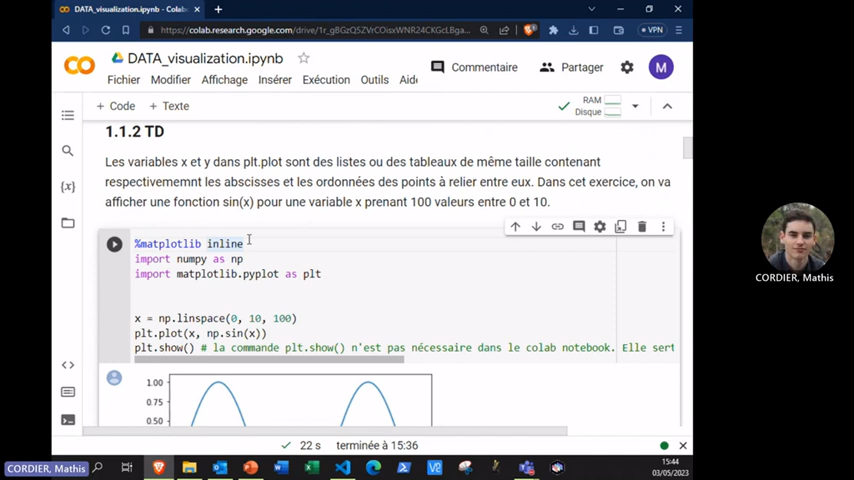 DATA_visualization.ipynb - Colab
https://colab.research.google.com/drive/
VPN
DATA_visualization.ipynb
Commentaire
Partager
M
Fichier Modifier Affichage Insérer Exécution Outils Aide
+ Code + Texte
RAM
Disque
1.1.2 TD
Les variables x et y dans plt.plot sont des listes ou des tableaux de même taille contenant
respectivememnt les abscisses et les ordonnées des points à relier entre eux. Dans cet exercice, on va
afficher une fonction sin(x) pour une variable x prenant 100 valeurs entre 0 et 10.
%matplotlib inline
import numpy as np
import matplotlib.pyplot as plt
x = np.linspace(0, 10, 100)
plt.plot(x, np.sin(x))
plt.show() # la commande plt.show() n'est pas nécessaire dans le colab notebook. Elle sert
1.00
0.75
0.50
22 s terminée à 15:36
CORDIER, Mathis
CORDIER, Mathis
15:44
03/05/2023